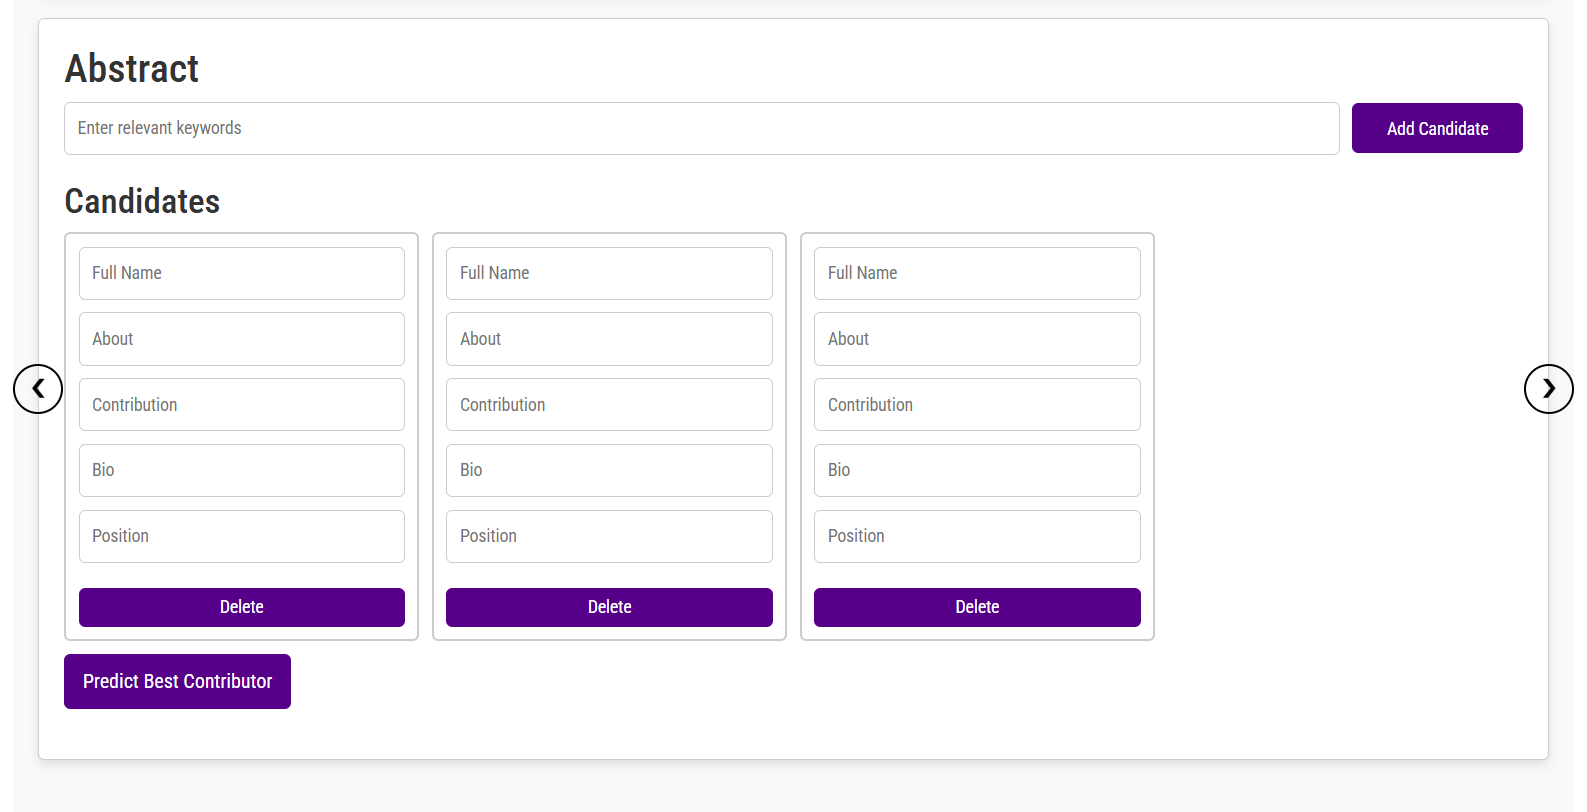 Abstract
Enter relevant keywords
Add Candidate
Candidates
Full Name
About
Contribution
Bio
Position
Delete
Full Name
About
Contribution
Bio
Position
Delete
Full Name
About
Contribution
Bio
Position
Delete
Predict Best Contributor